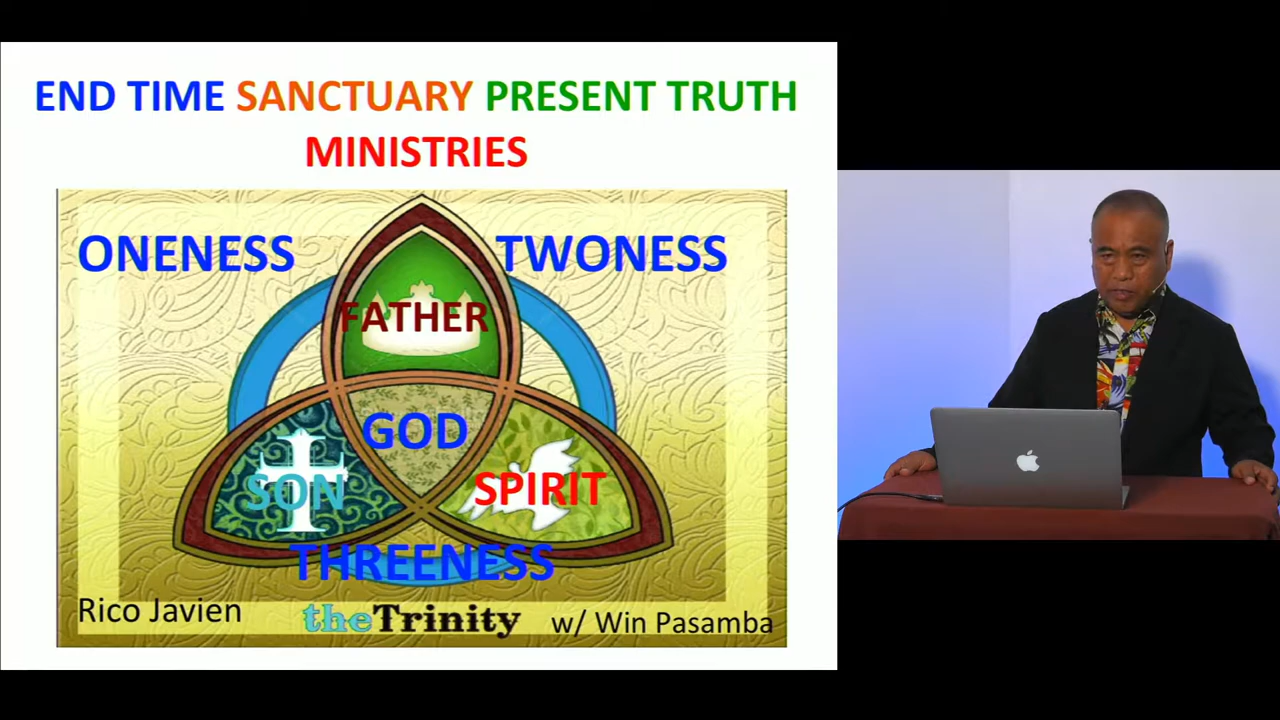 END TIME SANCTUARY PRESENT TRUTH
MINISTRIES
ONENESS TWONESS
FATHER
GOD
SON SPIRIT
THREENESS
Rico Javien theTrinity w/ Win Pasamba